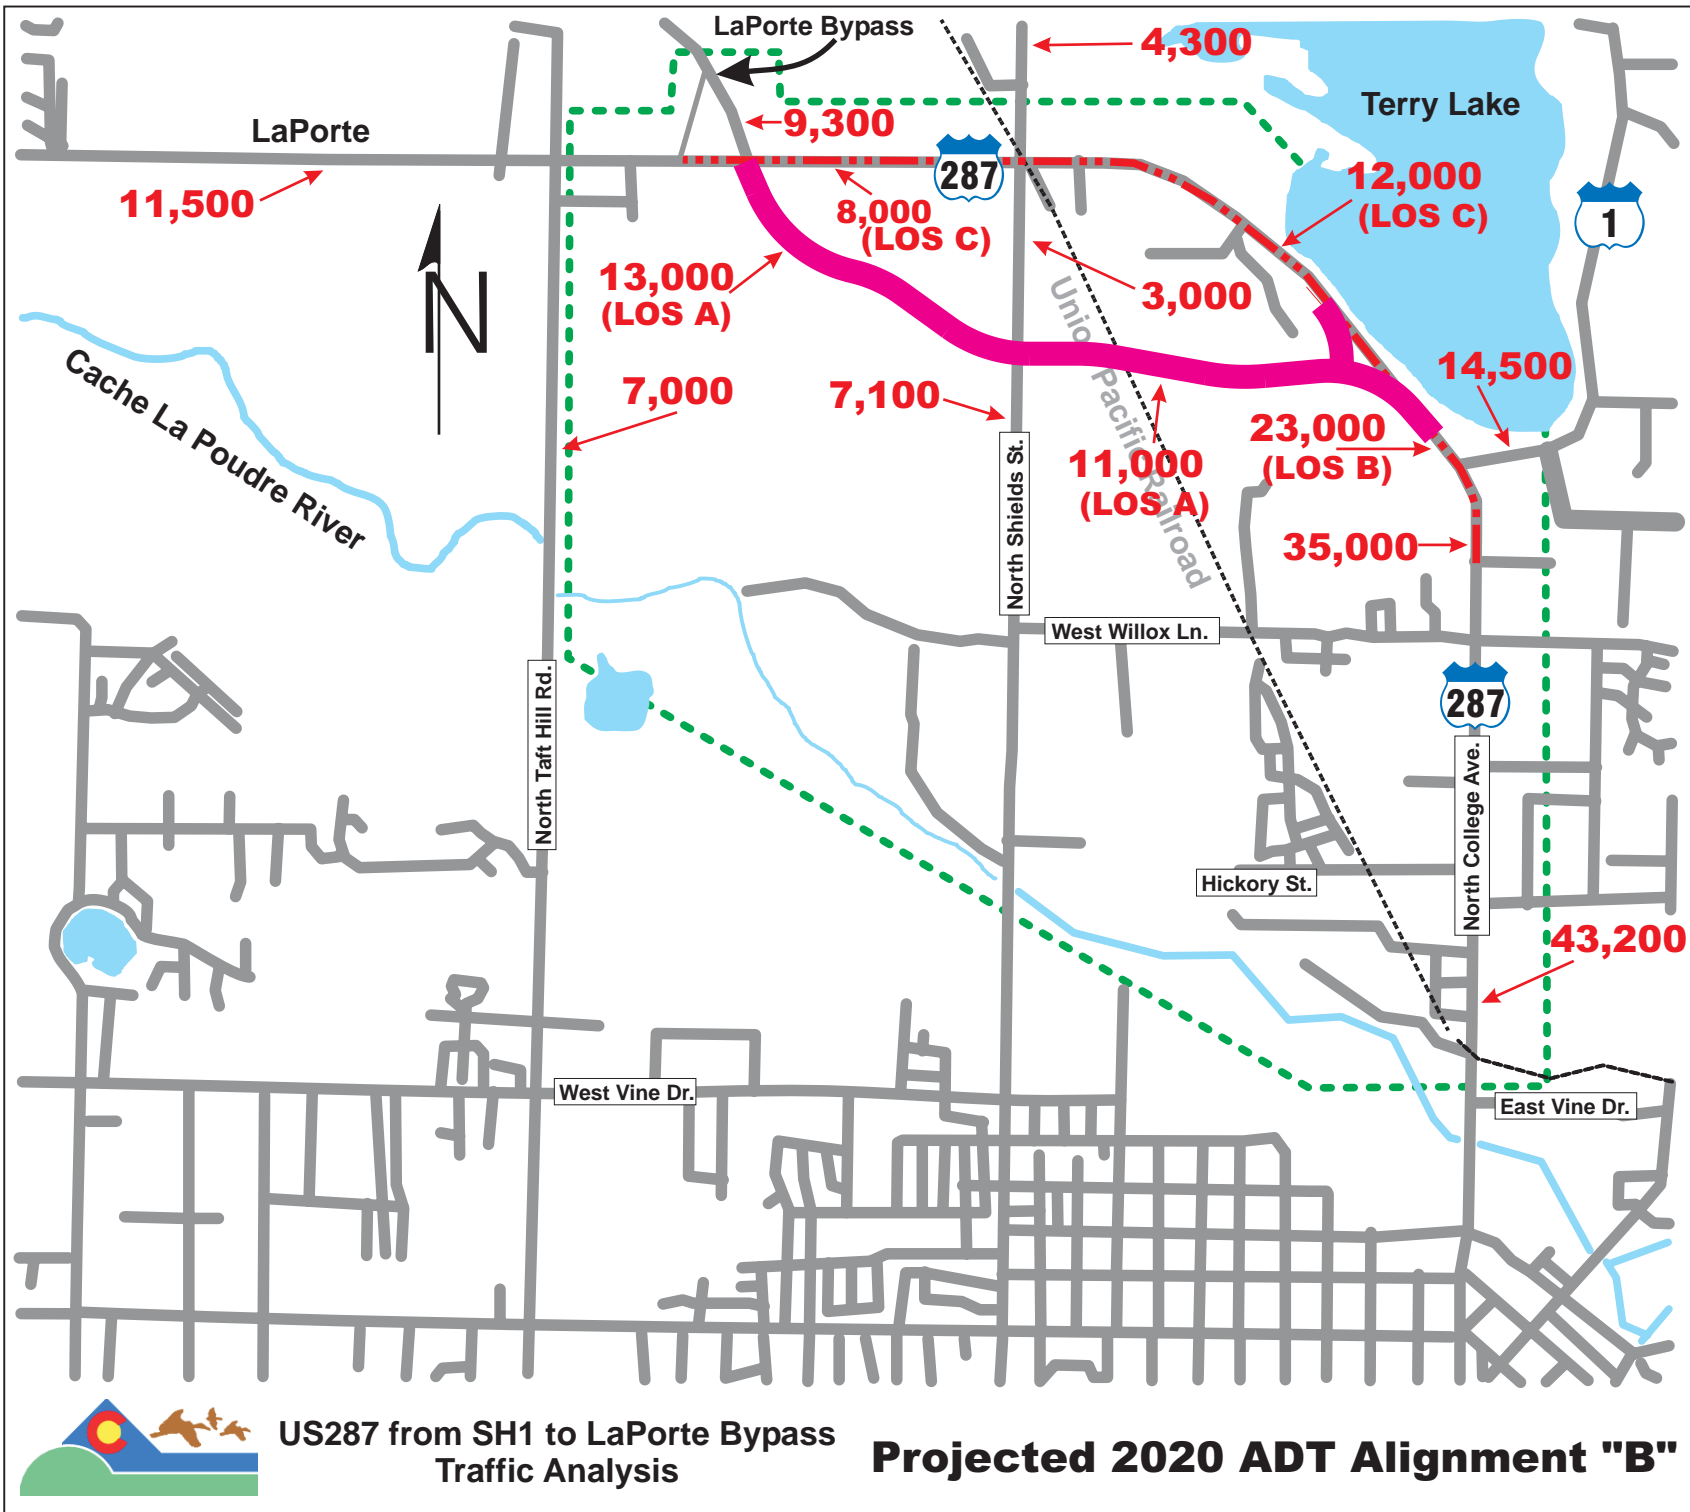 LaPorte Bypass
4,300
9,300
Terry Lake
LaPorte
287
12,000
(LOS C)
11,500
8,000
(LOS C)
1
13,000
(LOS A)
3,000
Union Pacific Railroad
Cache La Poudre River
N
7,000
7,100
14,500
23,000
(LOS B)
11,000
(LOS A)
North Shields St.
35,000
West Willox Ln.
North Taft Hill Rd.
287
North College Ave.
Hickory St.
43,200
West Vine Dr.
East Vine Dr.
C
US287 from SH1 to LaPorte Bypass
Traffic Analysis
Projected 2020 ADT Alignment "B"